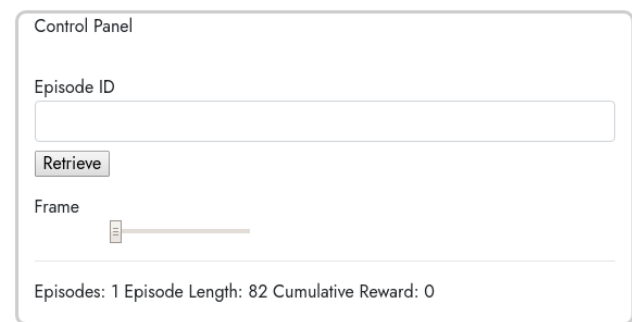 Control Panel
Episode ID
Retrieve
Frame
Episodes: 1 Episode Length: 82 Cumulative Reward: 0